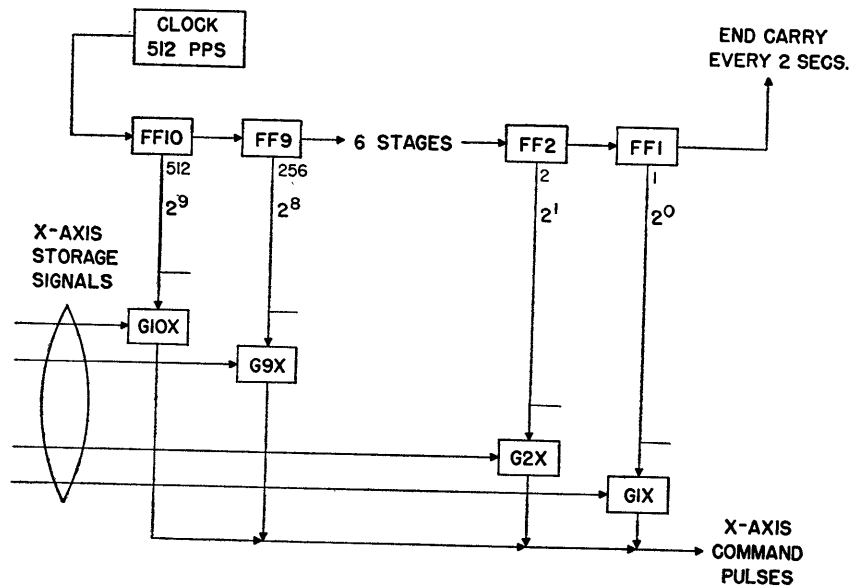 CLOCK
512 PPS
END CARRY
EVERY 2 SECS.
FF10
FF9
6 STAGES
FF2
FF1
512
256
2
1
2⁹
2⁸
2¹
2⁰
X-AXIS
STORAGE
SIGNALS
G10X
G9X
G2X
G1X
X-AXIS
COMMAND
PULSES